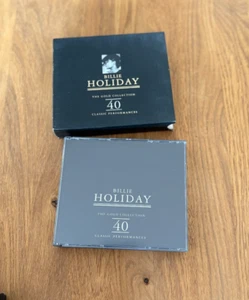 BILLIE
HOLIDAY
THE GOLD COLLECTION
40
CLASSIC PERFORMANCES
BILLIE
HOLIDAY
THE GOLD COLLECTION
40
CLASSIC PERFORMANCES